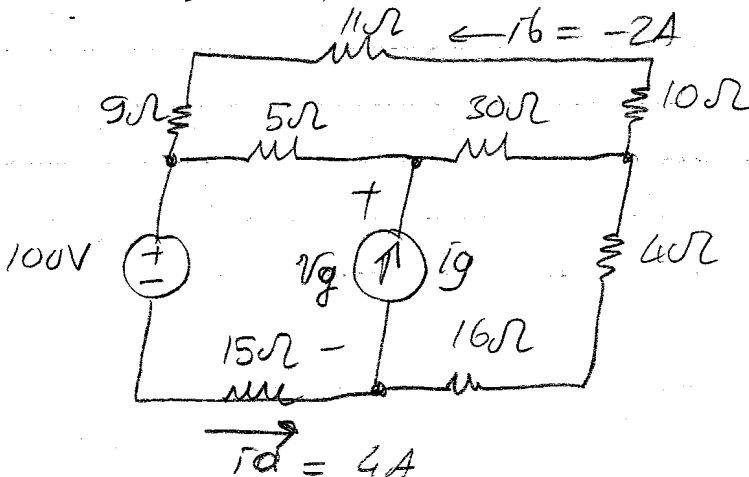 11Ω ← ib = -2A
9Ω 5Ω 30Ω 10Ω
+
100V + - vg ig 4Ω
15Ω - 16Ω
ia = 4A